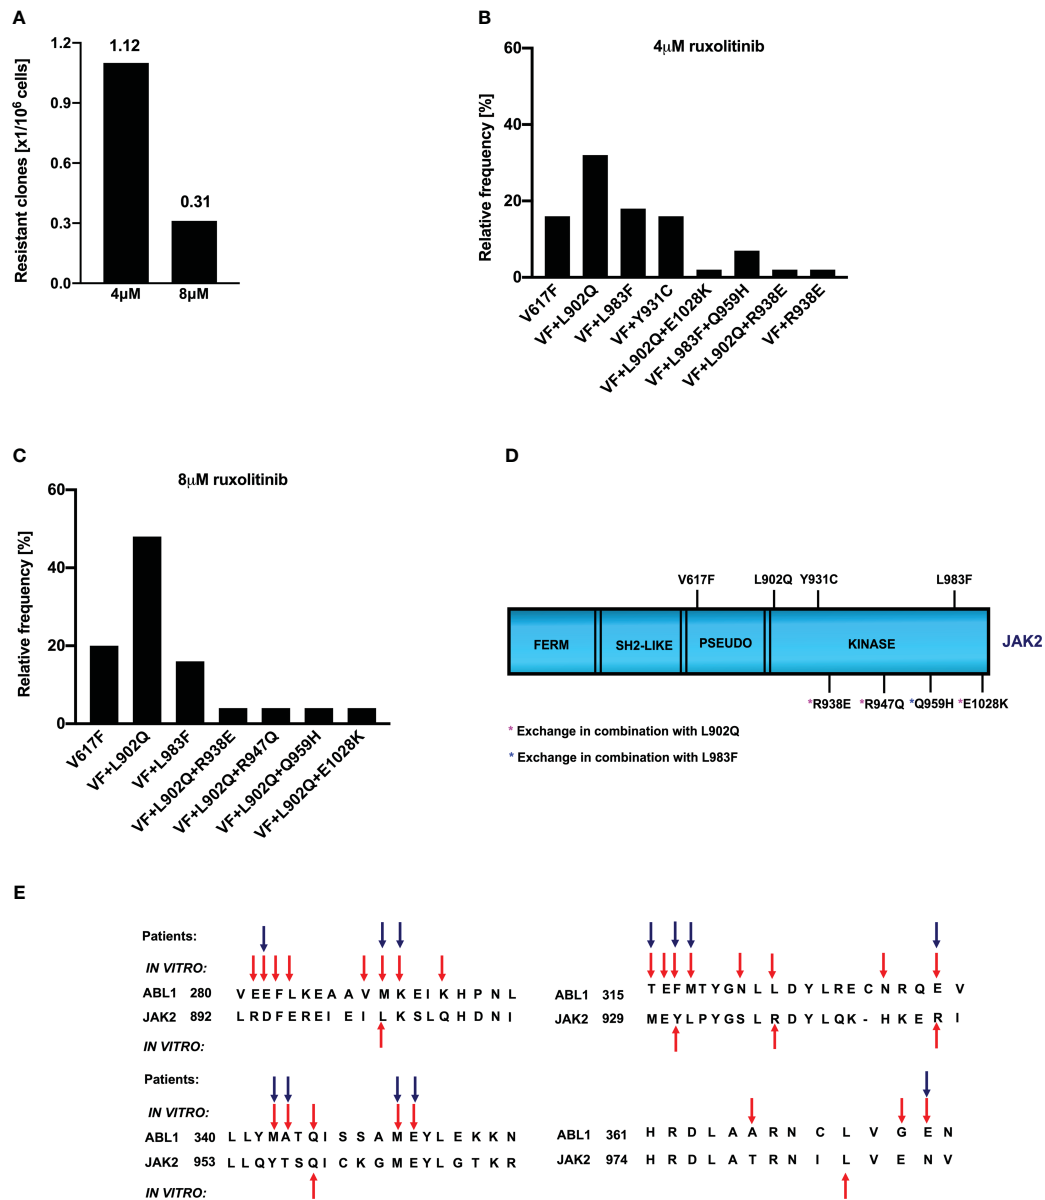 A
Resistant clones [x1/10⁶ cells]
1.2
0.9
0.6
0.3
0.0
1.12
0.31
4µM 8µM
B
4µM ruxolitinib
Relative frequency [%]
60
40
20
0
V617F
VF+L902Q
VF+L983F
VF+Y931C
VF+L902Q+E1028K
VF+L983F+Q959H
VF+L902Q+R938E
VF+R938E
C
8µM ruxolitinib
Relative frequency [%]
60
40
20
0
V617F
VF+L902Q
VF+L983F
VF+L902Q+R938E
VF+L902Q+R947Q
VF+L902Q+Q959H
VF+L902Q+E1028K
D
V617F L902Q Y931C L983F
FERM SH2-LIKE PSEUDO KINASE JAK2
*R938E *R947Q *Q959H *E1028K
* Exchange in combination with L902Q
* Exchange in combination with L983F
E
Patients:
IN VITRO:
ABL1 280 V E E F L K E A A V M K E I K H P N L
JAK2 892 L R D F E R E I E I L K S L Q H D N I
IN VITRO:
ABL1 315 T E F M T Y G N L L D Y L R E C N R Q E V
JAK2 929 M E Y L P Y G S L R D Y L Q K - H K E R I
Patients:
IN VITRO:
ABL1 340 L L Y M A T Q I S S A M E Y L E K K N
JAK2 953 L L Q Y T S Q I C K G M E Y L G T K R
IN VITRO:
ABL1 361 H R D L A A R N C L V G E N
JAK2 974 H R D L A T R N I L V E N V